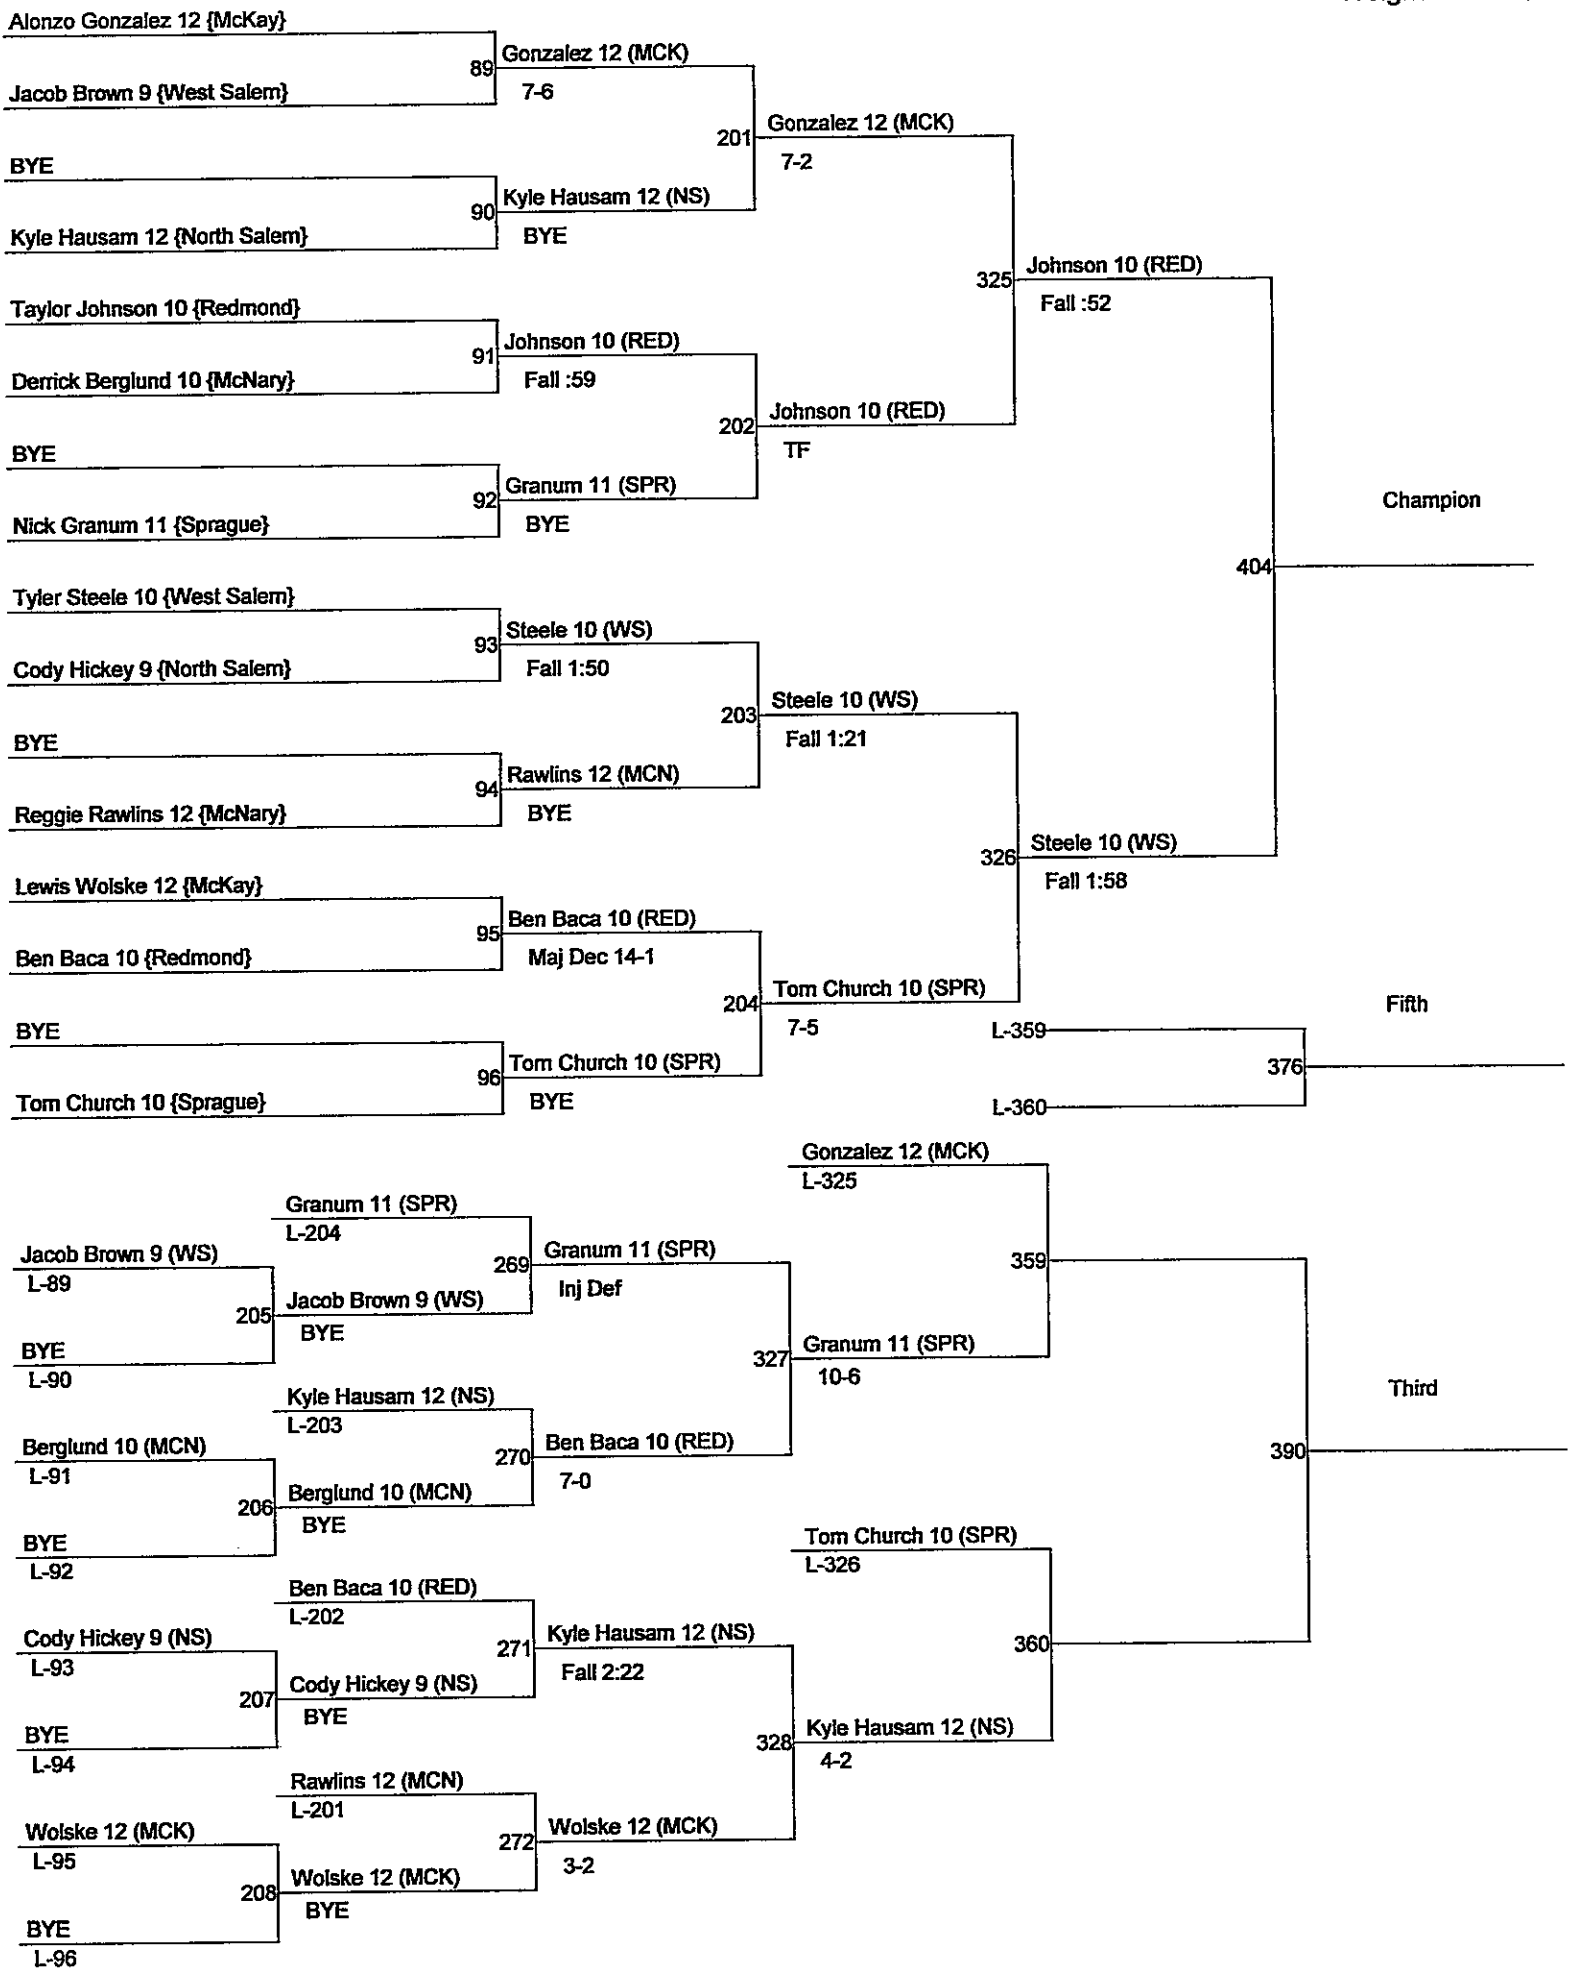 Alonzo Gonzalez 12 {McKay}
89
Gonzalez 12 (MCK)
7-6
Jacob Brown 9 {West Salem}
201
Gonzalez 12 (MCK)
7-2
BYE
90
Kyle Hausam 12 (NS)
BYE
Kyle Hausam 12 {North Salem}
325
Johnson 10 (RED)
Fall :52
Taylor Johnson 10 {Redmond}
91
Johnson 10 (RED)
Fall :59
Derrick Berglund 10 {McNary}
202
Johnson 10 (RED)
TF
BYE
92
Granum 11 (SPR)
BYE
Nick Granum 11 {Sprague}
Champion
404
Tyler Steele 10 {West Salem}
93
Steele 10 (WS)
Fall 1:50
Cody Hickey 9 {North Salem}
203
Steele 10 (WS)
Fall 1:21
BYE
94
Rawlins 12 (MCN)
BYE
Reggie Rawlins 12 {McNary}
326
Steele 10 (WS)
Fall 1:58
Lewis Wolske 12 {McKay}
95
Ben Baca 10 (RED)
Maj Dec 14-1
Ben Baca 10 {Redmond}
204
Tom Church 10 (SPR)
7-5
BYE
96
Tom Church 10 (SPR)
BYE
Tom Church 10 {Sprague}
Fifth
L-359
376
L-360
Gonzalez 12 (MCK)
L-325
Granum 11 (SPR)
L-204
Jacob Brown 9 (WS)
L-89
269
Granum 11 (SPR)
Inj Def
359
205
Jacob Brown 9 (WS)
BYE
BYE
L-90
327
Granum 11 (SPR)
10-6
Kyle Hausam 12 (NS)
L-203
Third
Berglund 10 (MCN)
L-91
270
Ben Baca 10 (RED)
7-0
390
206
Berglund 10 (MCN)
BYE
BYE
L-92
Tom Church 10 (SPR)
L-326
Ben Baca 10 (RED)
L-202
Cody Hickey 9 (NS)
L-93
271
Kyle Hausam 12 (NS)
Fall 2:22
360
207
Cody Hickey 9 (NS)
BYE
BYE
L-94
328
Kyle Hausam 12 (NS)
4-2
Rawlins 12 (MCN)
L-201
Wolske 12 (MCK)
L-95
272
Wolske 12 (MCK)
3-2
208
Wolske 12 (MCK)
BYE
BYE
L-96